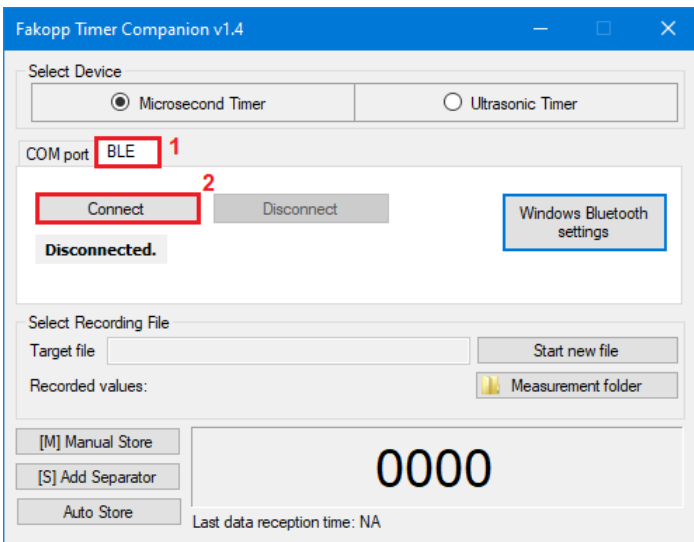 Fakopp Timer Companion v1.4
Select Device
Microsecond Timer
Ultrasonic Timer
COM port
BLE
1
2
Connect
Disconnect
Windows Bluetooth
settings
Disconnected.
Select Recording File
Target file
Start new file
Recorded values:
Measurement folder
[M] Manual Store
[S] Add Separator
Auto Store
0000
Last data reception time: NA